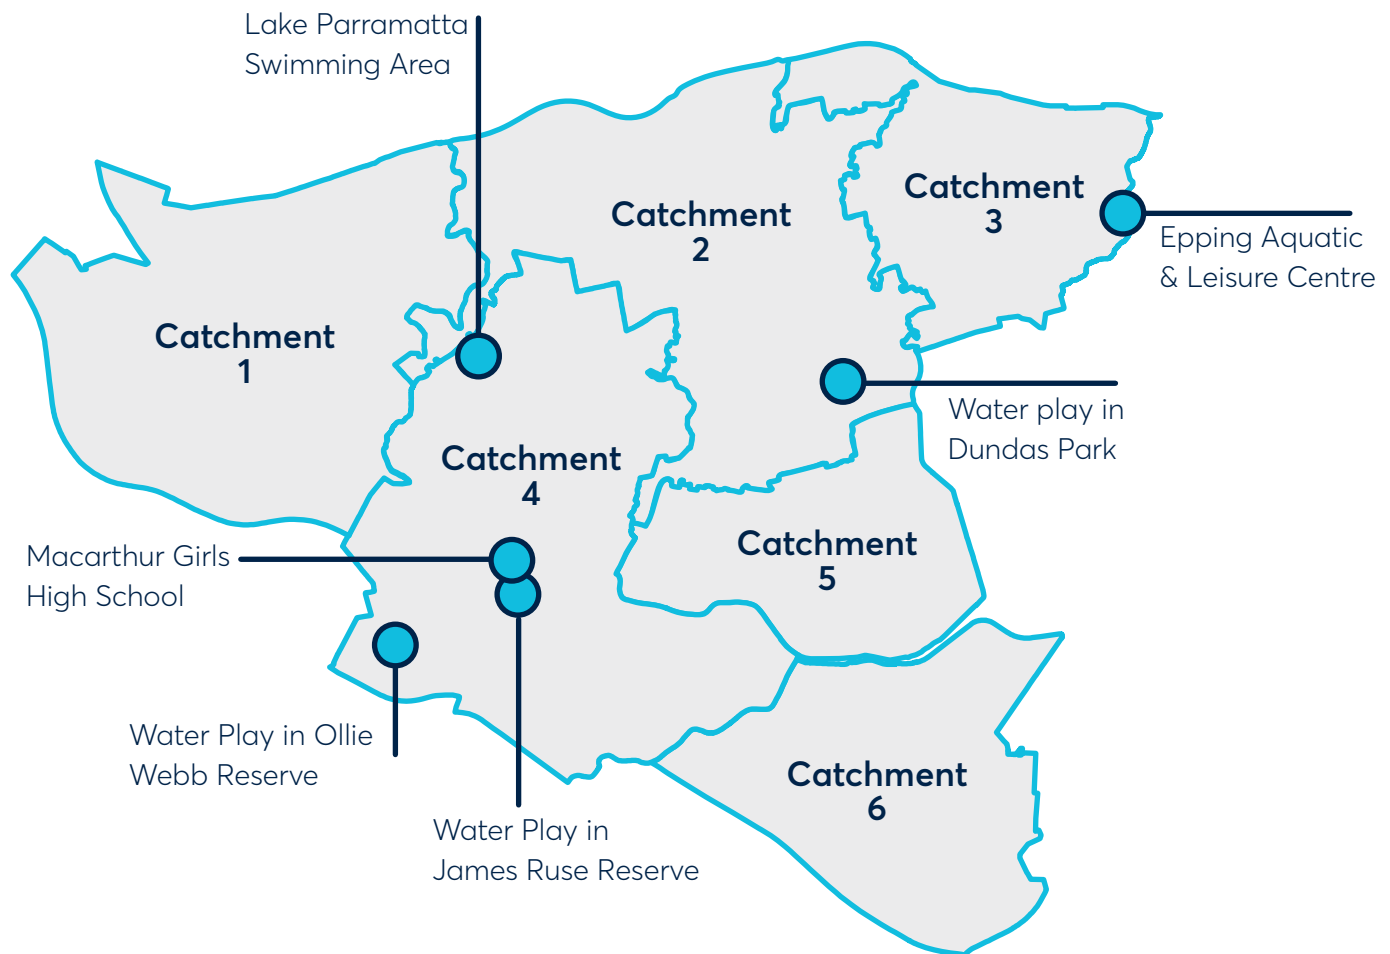 Lake Parramatta
Swimming Area
Catchment
3
Catchment
2
Epping Aquatic
& Leisure Centre
Catchment
1
Water play in
Dundas Park
Catchment
4
Catchment
5
Macarthur Girls
High School
Water Play in Ollie
Webb Reserve
Catchment
6
Water Play in
James Ruse Reserve